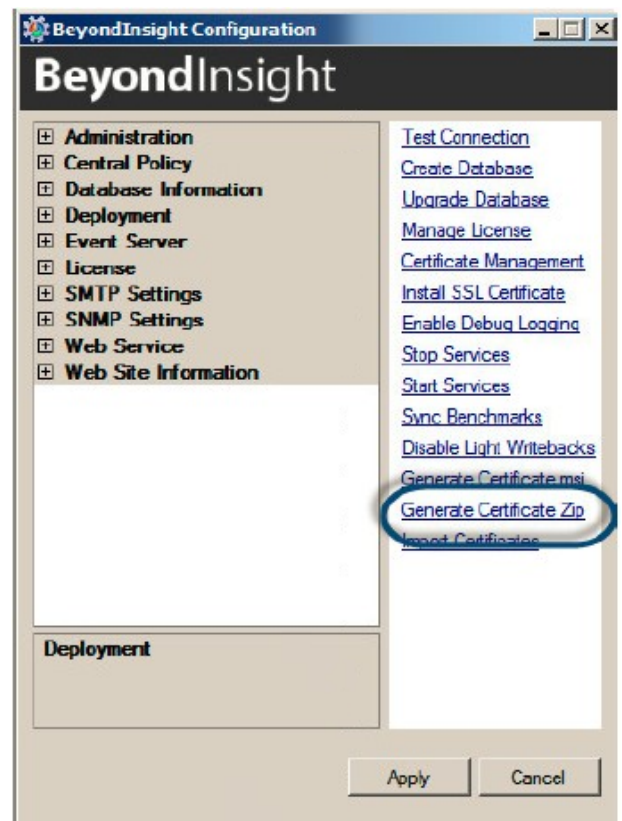 BeyondInsight Configuration
BeyondInsight
Administration
Central Policy
Database Information
Deployment
Event Server
License
SMTP Settings
SNMP Settings
Web Service
Web Site Information
Test Connection
Create Database
Upgrade Database
Manage License
Certificate Management
Install SSL Certificate
Enable Debug Logging
Stop Services
Start Services
Sync Benchmarks
Disable Light Writebacks
Generate Certificate msi
Generate Certificate Zip
Import Certificates
Deployment
Apply
Cancel